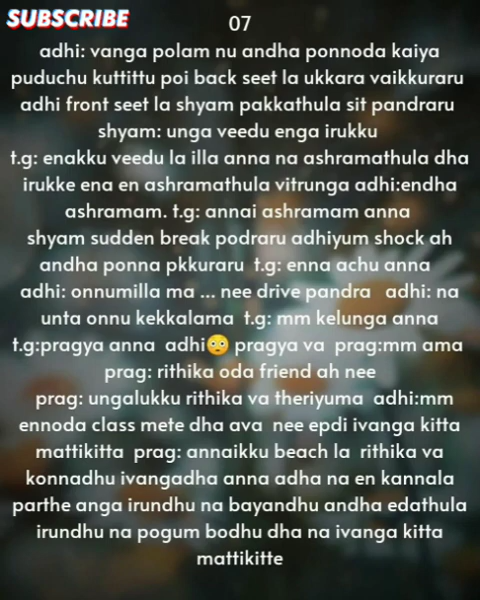 SUBSCRIBE
07
adhi: vanga polam nu andha ponnoda kaiya
puduchu kuttittu poi back seet la ukkara vaikkuraru
adhi front seet la shyam pakkathula sit pandraru
shyam: unga veedu enga irukku
t.g: enakku veedu la illa anna na ashramathula dha
irukke ena en ashramathula vitrunga adhi:endha
ashramam. t.g: annai ashramam anna
shyam sudden break podraru adhiyum shock ah
andha ponna pkkuraru t.g: enna achu anna
adhi: onnumilla ma ... nee drive pandra adhi: na
unta onnu kekkalama t.g: mm kelunga anna
t.g:pragya anna adhi😳 pragya va prag:mm ama
prag: rithika oda friend ah nee
prag: ungalukku rithika va theriyuma adhi:mm
ennoda class mete dha ava nee epdi ivanga kitta
mattikitta prag: annaikku beach la rithika va
konnadhu ivangadha anna adha na en kannala
parthe anga irundhu na bayandhu andha edathula
irundhu na pogum bodhu dha na ivanga kitta
mattikitte